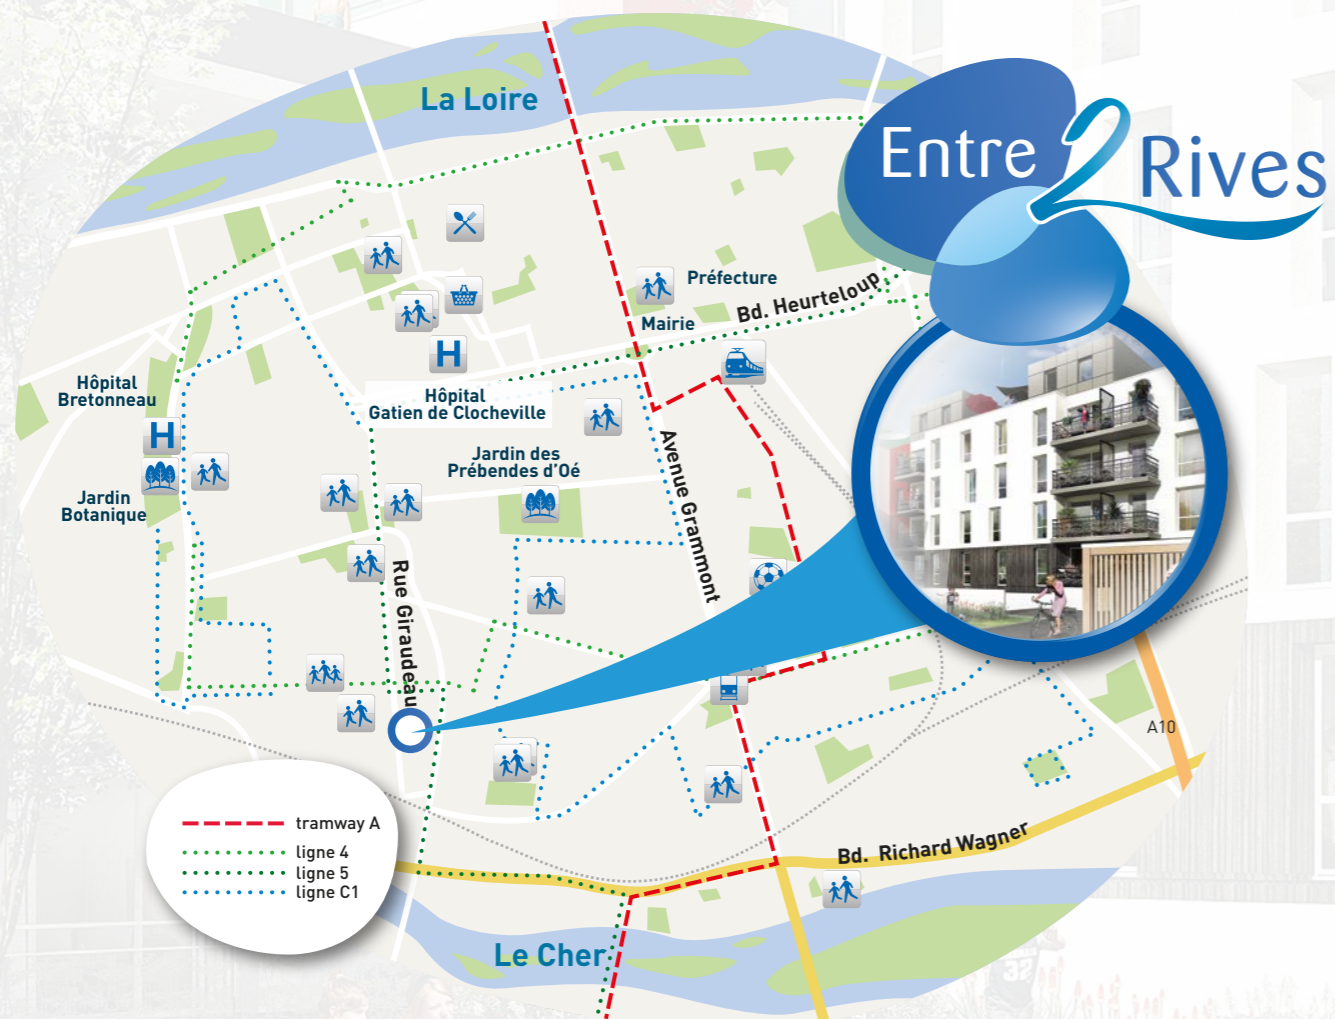 La Loire
Entre 2 Rives
Préfecture
Bd. Heurteloup
Mairie
Hôpital
Bretonneau
H
Hôpital
Gatien de Clocheville
H
Jardin des
Prébendes d'Oé
Avenue Grammont
Jardin
Botanique
Rue Giraudeau
A10
tramway A
ligne 4
ligne 5
ligne C1
Bd. Richard Wagner
Le Cher
32